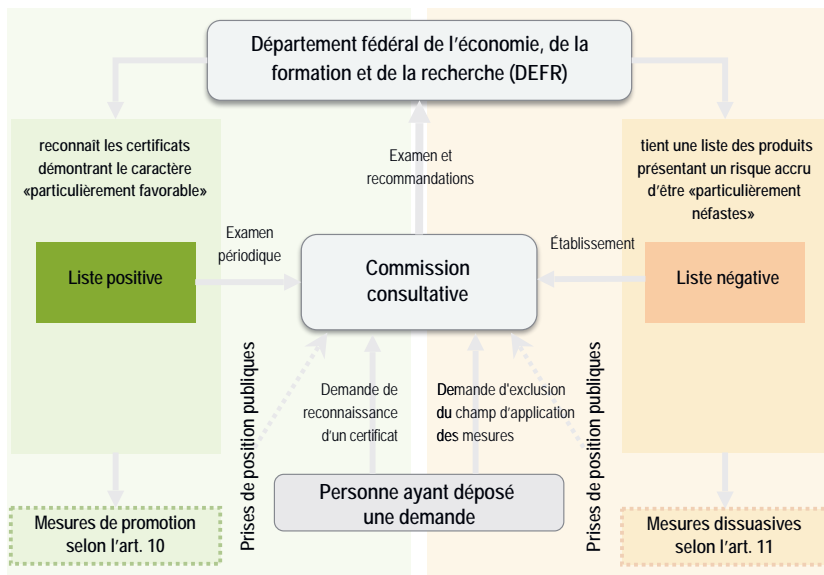 Département fédéral de l'économie, de la
formation et de la recherche (DEFR)
reconnaît les certificats
démontrant le caractère
«particulièrement favorable»
Examen et
recommandations
tient une liste des produits
présentant un risque accru
d'être «particulièrement
néfastes»
Liste positive
Examen
périodique
Commission
consultative
Établissement
Liste négative
Prises de position publiques
Demande de
reconnaissance
d'un certificat
Demande d'exclusion
du champ d'application
des mesures
Prises de position publiques
Personne ayant déposé
une demande
Mesures de promotion
selon l'art. 10
Mesures dissuasives
selon l'art. 11